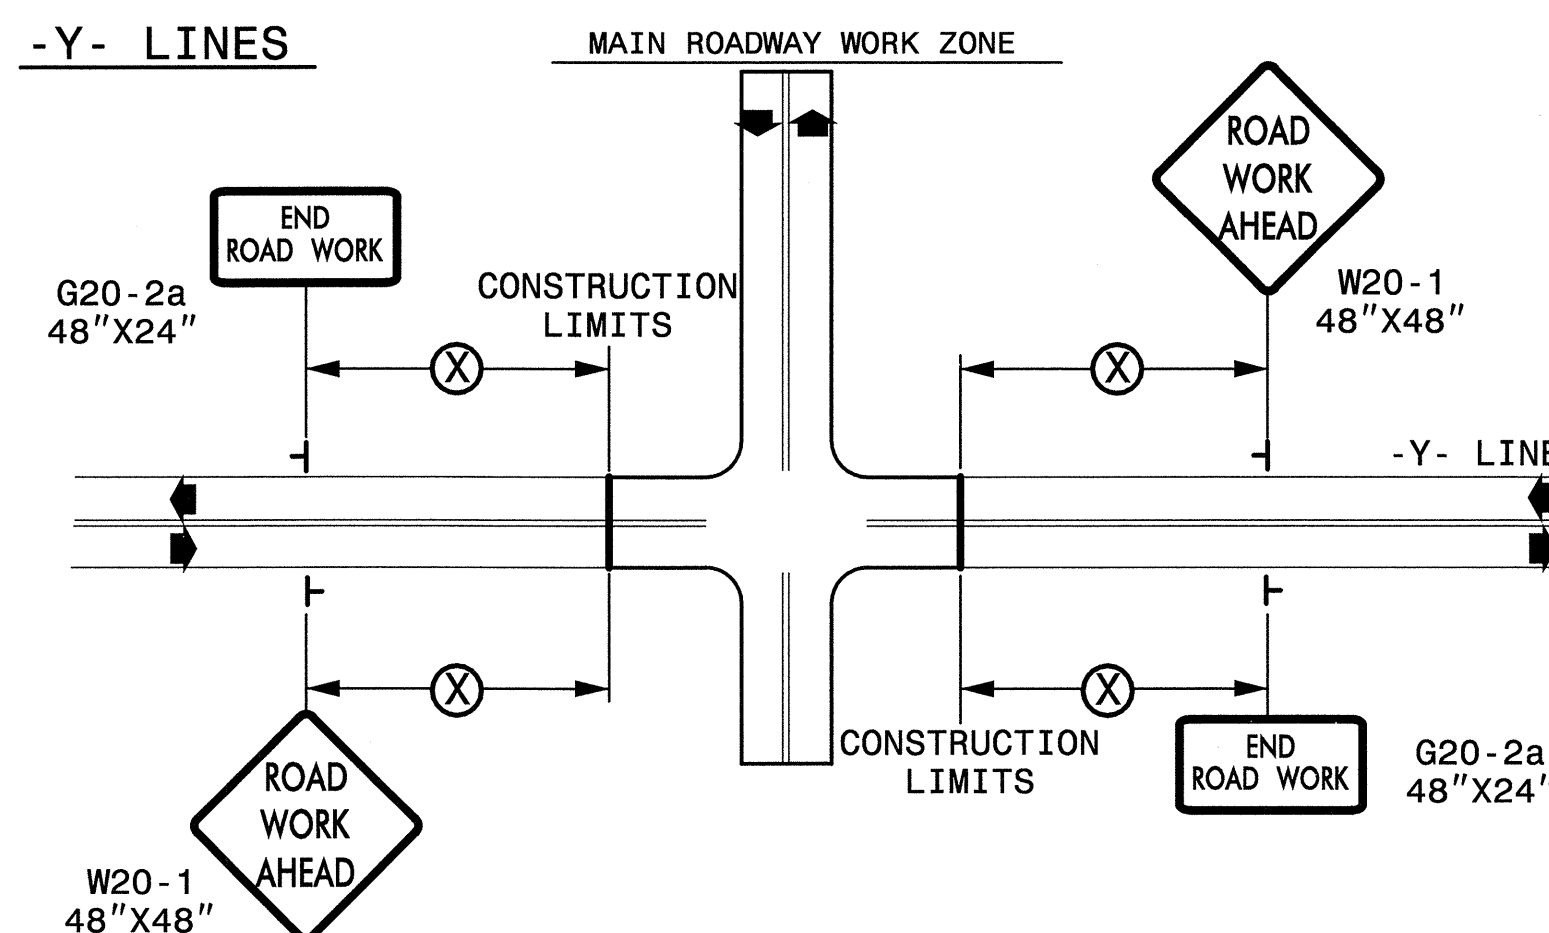 -Y- LINES
MAIN ROADWAY WORK ZONE
ROAD
WORK
AHEAD
END
ROAD WORK
G20-2a
48"X24"
CONSTRUCTION
LIMITS
W20-1
48"X48"
X
X
-Y- LINE
X
X
CONSTRUCTION
LIMITS
END
ROAD WORK
G20-2a
48"X24"
ROAD
WORK
AHEAD
W20-1
48"X48"